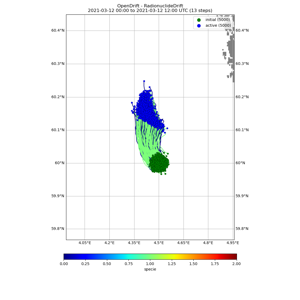 OpenDrift - RadionuclideDrift
2021-03-12 00:00 to 2021-03-12 12:00 UTC (13 steps)
initial (5000)
active (5000)
60.4°N 60.4°N
60.3°N 60.3°N
60.2°N 60.2°N
60.1°N 60.1°N
60°N 60°N
59.9°N 59.9°N
59.8°N 59.8°N
4.05°E 4.2°E 4.35°E 4.5°E 4.65°E 4.8°E 4.95°E
0.00 0.25 0.50 0.75 1.00 1.25 1.50 1.75 2.00
specie